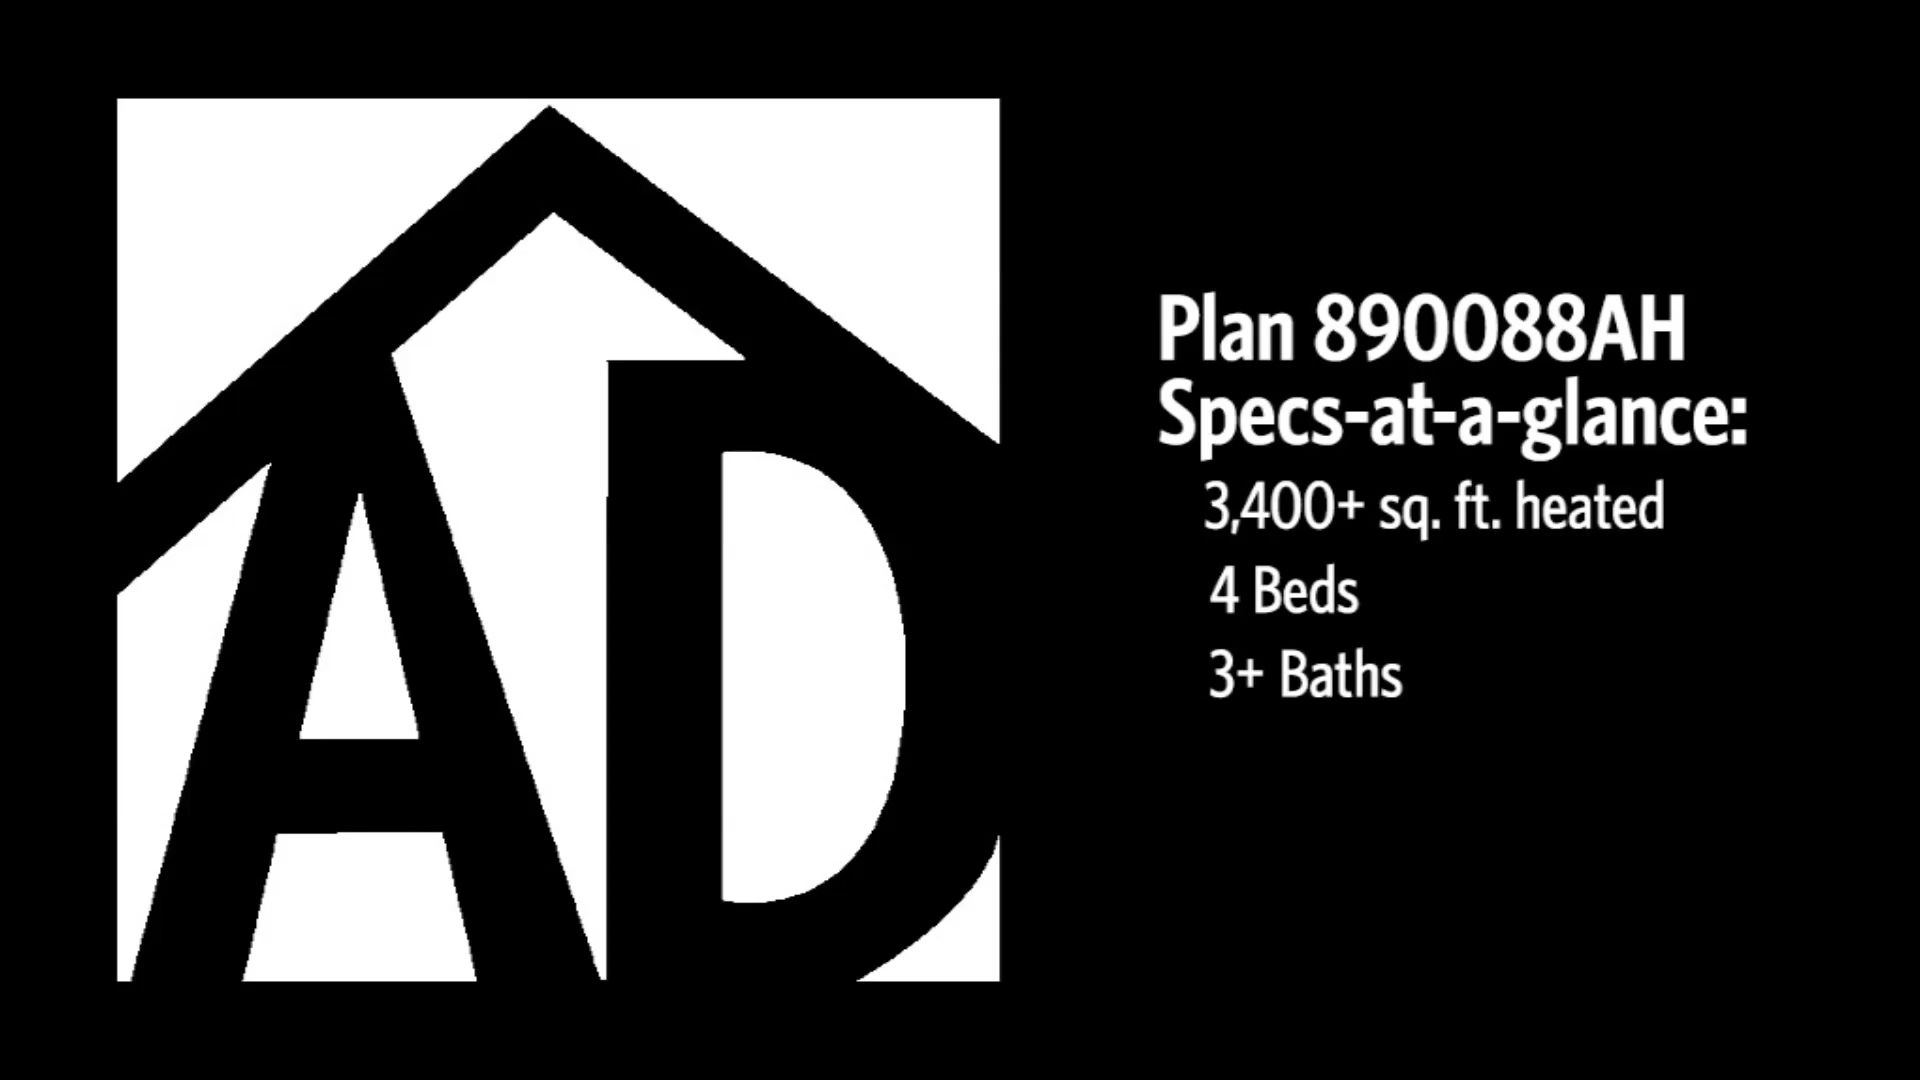 AD
Plan 890088AH
Specs-at-a-glance:
3,400+ sq. ft. heated
4 Beds
3+ Baths